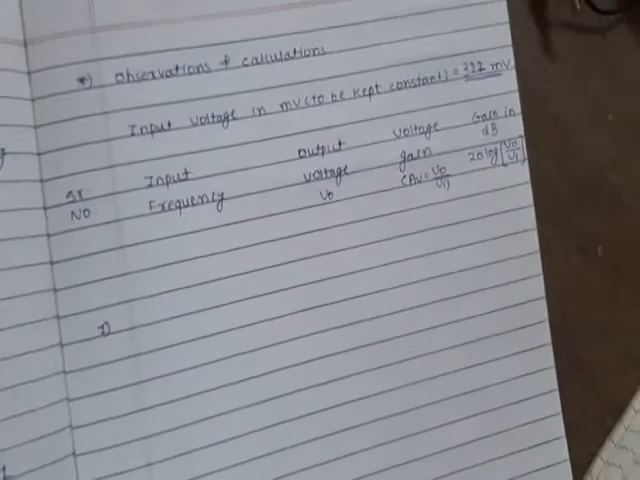 *) Observations & calculations
Input voltage in mV (to be kept constant) = 322 mV
Sr No Input Frequency Output voltage Vo voltage gain (Av = Vo/Vi) Gain in dB 20 log [Vo/Vi]
1)